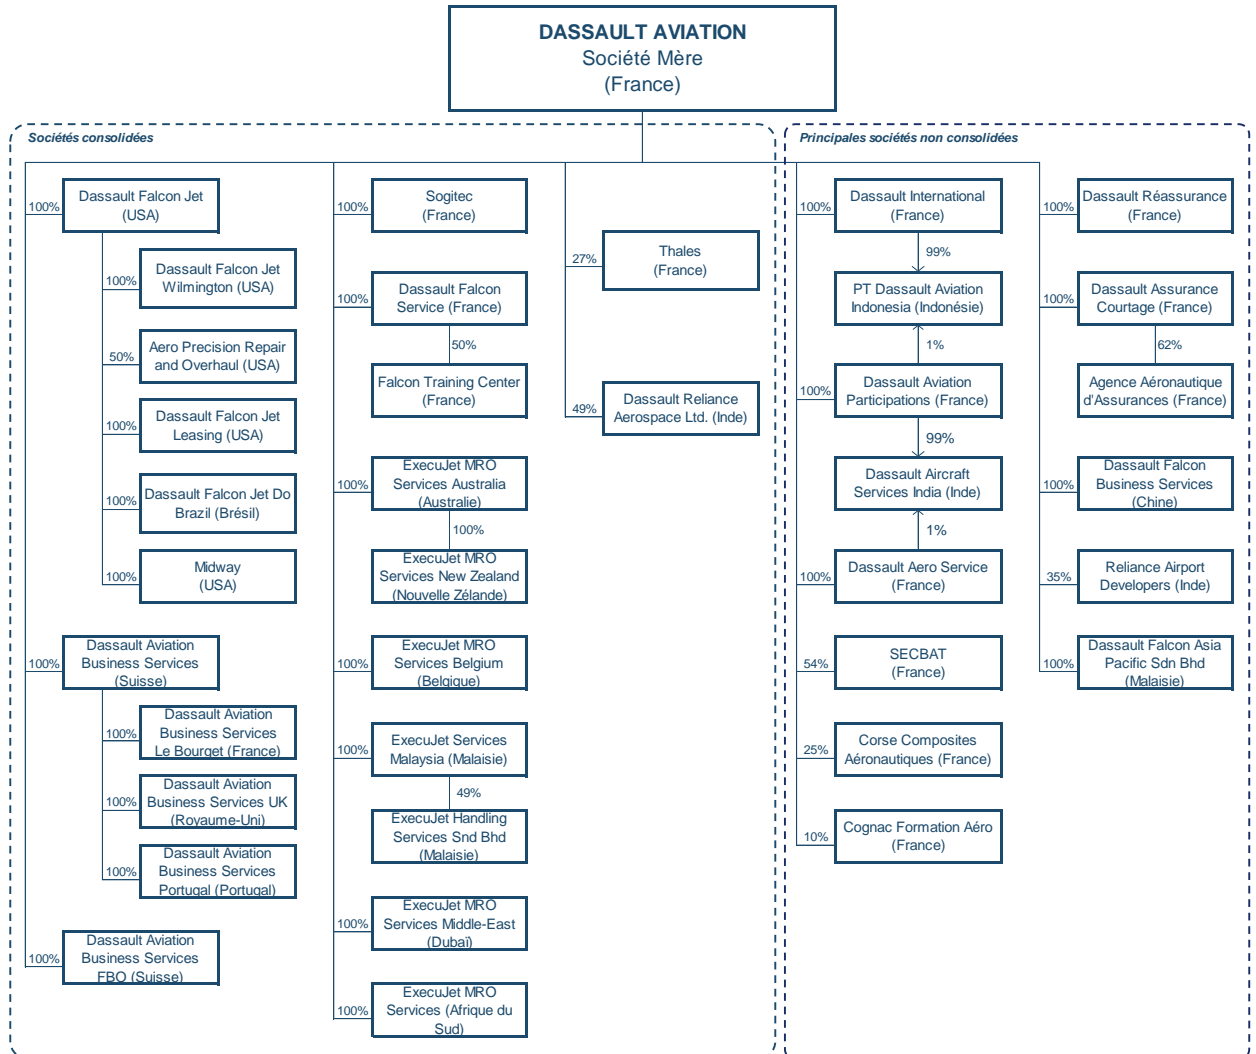 DASSAULT AVIATION
Société Mère
(France)
Sociétés consolidées
100%
Dassault Falcon Jet
(USA)
100%
Dassault Falcon Jet
Wilmington (USA)
50%
Aero Precision Repair
and Overhaul (USA)
100%
Dassault Falcon Jet
Leasing (USA)
100%
Dassault Falcon Jet Do
Brazil (Brésil)
100%
Midway
(USA)
100%
Dassault Aviation
Business Services
(Suisse)
100%
Dassault Aviation
Business Services
Le Bourget (France)
100%
Dassault Aviation
Business Services UK
(Royaume-Uni)
100%
Dassault Aviation
Business Services
Portugal (Portugal)
100%
Dassault Aviation
Business Services
FBO (Suisse)
100%
Sogitec
(France)
100%
Dassault Falcon
Service (France)
50%
Falcon Training Center
(France)
100%
ExecuJet MRO
Services Australia
(Australie)
100%
ExecuJet MRO
Services New Zealand
(Nouvelle Zélande)
100%
ExecuJet MRO
Services Belgium
(Belgique)
100%
ExecuJet Services
Malaysia (Malaisie)
49%
ExecuJet Handling
Services Snd Bhd
(Malaisie)
100%
ExecuJet MRO
Services Middle-East
(Dubaï)
100%
ExecuJet MRO
Services (Afrique du
Sud)
27%
Thales
(France)
49%
Dassault Reliance
Aerospace Ltd. (Inde)
Principales sociétés non consolidées
100%
Dassault International
(France)
99%
PT Dassault Aviation
Indonesia (Indonésie)
1%
100%
Dassault Aviation
Participations (France)
99%
Dassault Aircraft
Services India (Inde)
1%
100%
Dassault Aero Service
(France)
54%
SECBAT
(France)
25%
Corse Composites
Aéronautiques (France)
10%
Cognac Formation Aéro
(France)
100%
Dassault Réassurance
(France)
100%
Dassault Assurance
Courtage (France)
62%
Agence Aéronautique
d'Assurances (France)
100%
Dassault Falcon
Business Services
(Chine)
35%
Reliance Airport
Developers (Inde)
100%
Dassault Falcon Asia
Pacific Sdn Bhd
(Malaisie)